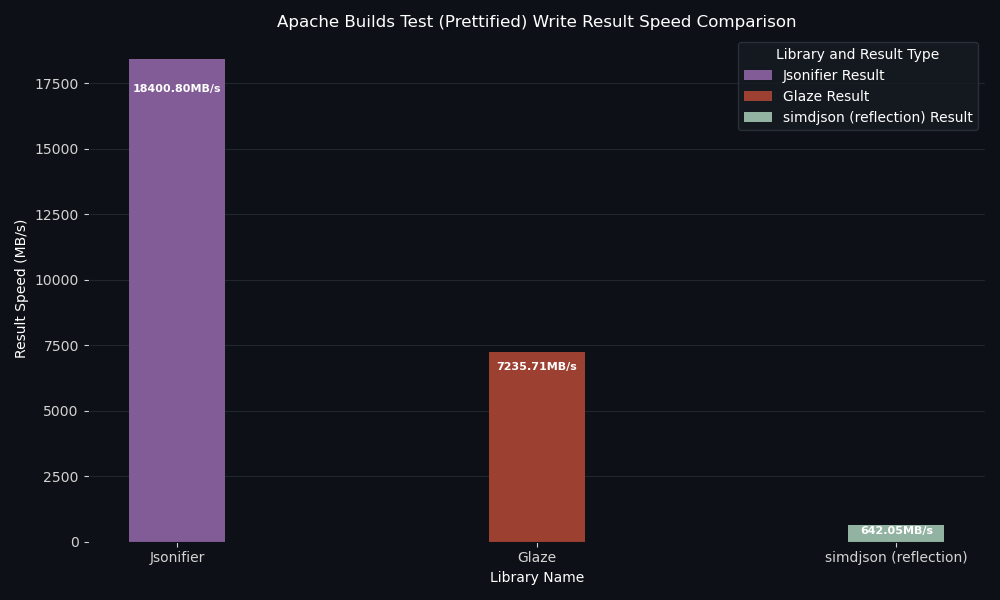 Apache Builds Test (Prettified) Write Result Speed Comparison
Library and Result Type
Jsonifier Result
Glaze Result
simdjson (reflection) Result
Result Speed (MB/s)
17500
15000
12500
10000
7500
5000
2500
0
18400.80MB/s
7235.71MB/s
642.05MB/s
Jsonifier
Glaze
simdjson (reflection)
Library Name